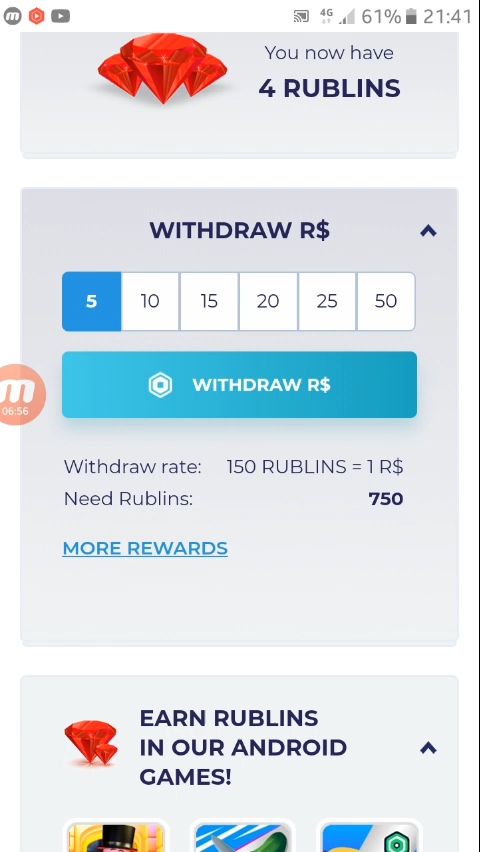 4G 61% 21:41
You now have
4 RUBLINS
WITHDRAW R$
5 10 15 20 25 50
WITHDRAW R$
06:56
Withdraw rate: 150 RUBLINS = 1 R$
Need Rublins: 750
MORE REWARDS
EARN RUBLINS
IN OUR ANDROID
GAMES!